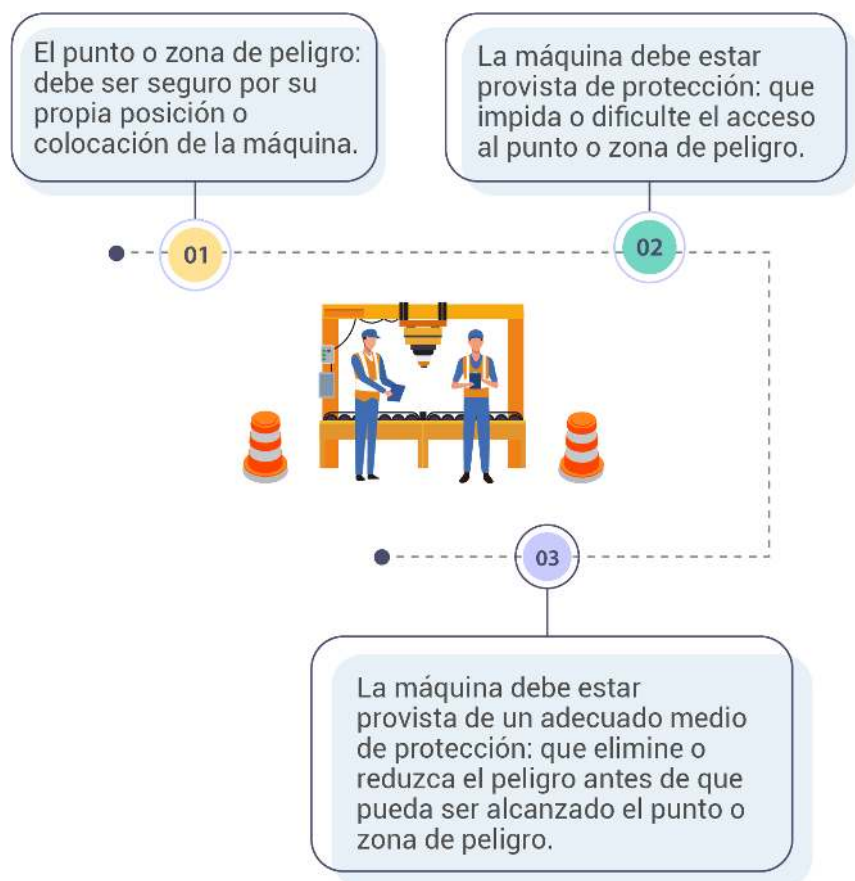 El punto o zona de peligro:
debe ser seguro por su
propia posición o
colocación de la máquina.
La máquina debe estar
provista de protección: que
impida o dificulte el acceso
al punto o zona de peligro.
01
02
03
La máquina debe estar
provista de un adecuado medio
de protección: que elimine o
reduzca el peligro antes de que
pueda ser alcanzado el punto o
zona de peligro.